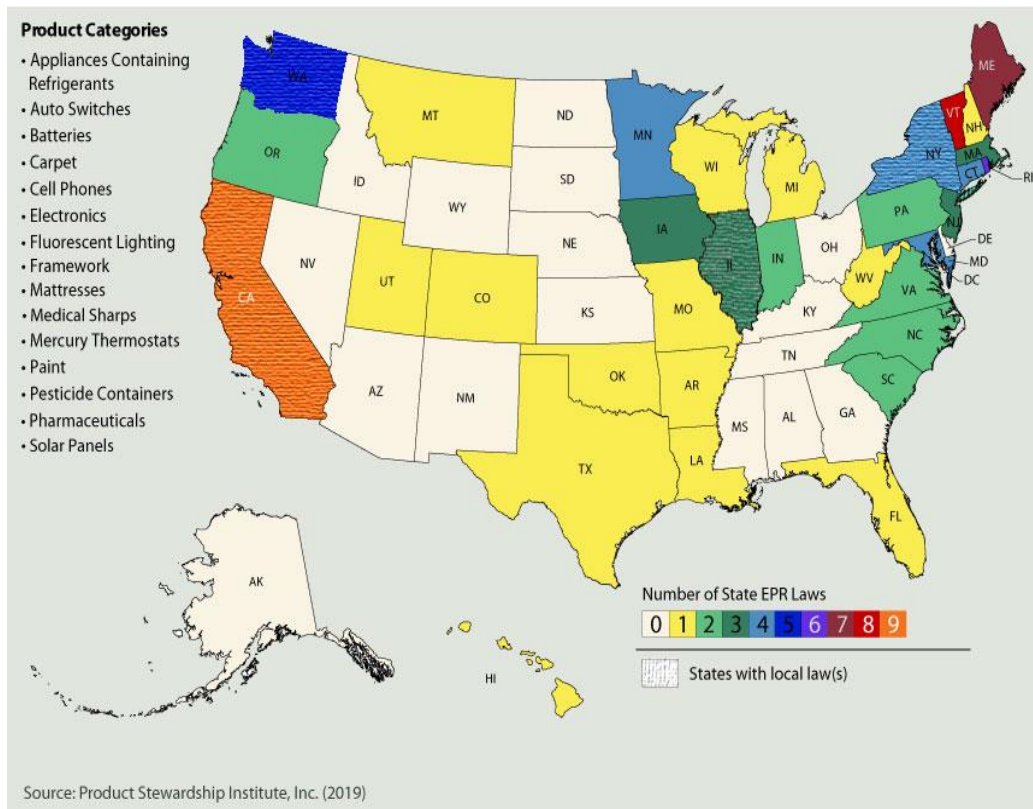 Product Categories
• Appliances Containing
Refrigerants
• Auto Switches
• Batteries
• Carpet
• Cell Phones
• Electronics
• Fluorescent Lighting
• Framework
• Mattresses
• Medical Sharps
• Mercury Thermostats
• Paint
• Pesticide Containers
• Pharmaceuticals
• Solar Panels
WA
MT
ND
MN
ME
VT
NH
OR
ID
SD
WI
MI
NY
MA
CT
RI
WY
IA
PA
NJ
NE
OH
DE
MD
DC
NV
UT
CO
IL
IN
WV
VA
CA
KS
MO
KY
NC
TN
AZ
NM
OK
AR
SC
MS
AL
GA
TX
LA
FL
AK
HI
Number of State EPR Laws
0 1 2 3 4 5 6 7 8 9
States with local law(s)
Source: Product Stewardship Institute, Inc. (2019)